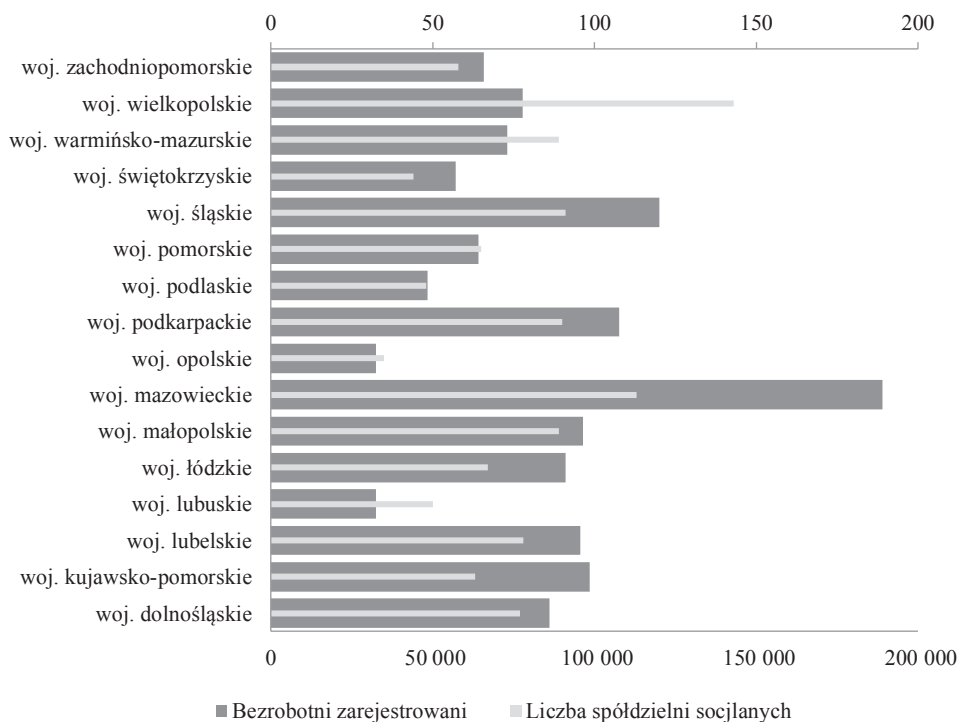 0 50 100 150 200
woj. zachodniopomorskie
woj. wielkopolskie
woj. warmińsko-mazurskie
woj. świętokrzyskie
woj. śląskie
woj. pomorskie
woj. podlaskie
woj. podkarpackie
woj. opolskie
woj. mazowieckie
woj. małopolskie
woj. łódzkie
woj. lubuskie
woj. lubelskie
woj. kujawsko-pomorskie
woj. dolnośląskie
0 50 000 100 000 150 000 200 000
Bezrobotni zarejestrowani Liczba spółdzielni socjlanych